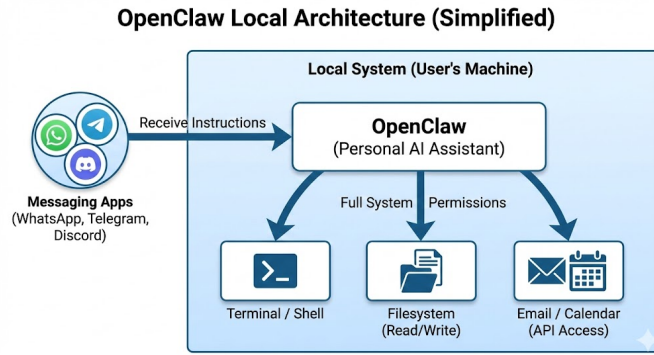 OpenClaw Local Architecture (Simplified)
Local System (User's Machine)
Receive Instructions
OpenClaw
(Personal AI Assistant)
Messaging Apps
(WhatsApp, Telegram,
Discord)
Full System Permissions
Terminal / Shell
Filesystem
(Read/Write)
Email / Calendar
(API Access)